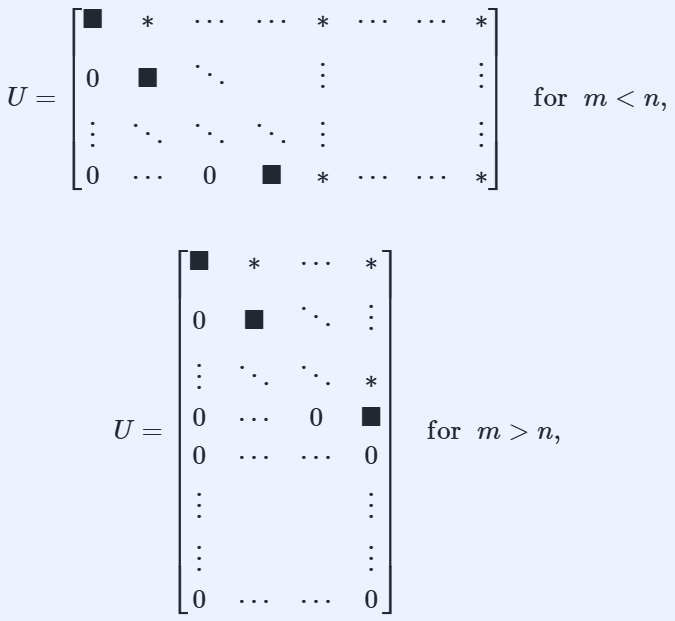 ■ * ⋯ ⋯ * ⋯ ⋯ *
0 ■ ⋱ ⋮ ⋮
U = for m < n,
⋮ ⋱ ⋱ ⋱ ⋮ ⋮
0 ⋯ 0 ■ * ⋯ ⋯ *
■ * ⋯ *
0 ■ ⋱ ⋮
⋮ ⋱ ⋱ *
0 ⋯ 0 ■
U = for m > n,
0 ⋯ ⋯ 0
⋮ ⋮
⋮ ⋮
0 ⋯ ⋯ 0